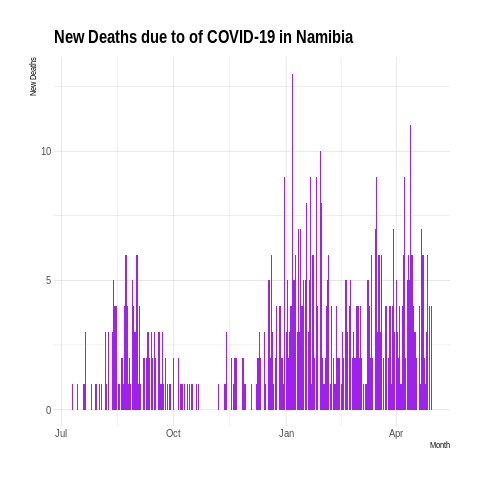 New Deaths due to of COVID-19 in Namibia
New Deaths
10
5
0
Jul Oct Jan Apr
Month